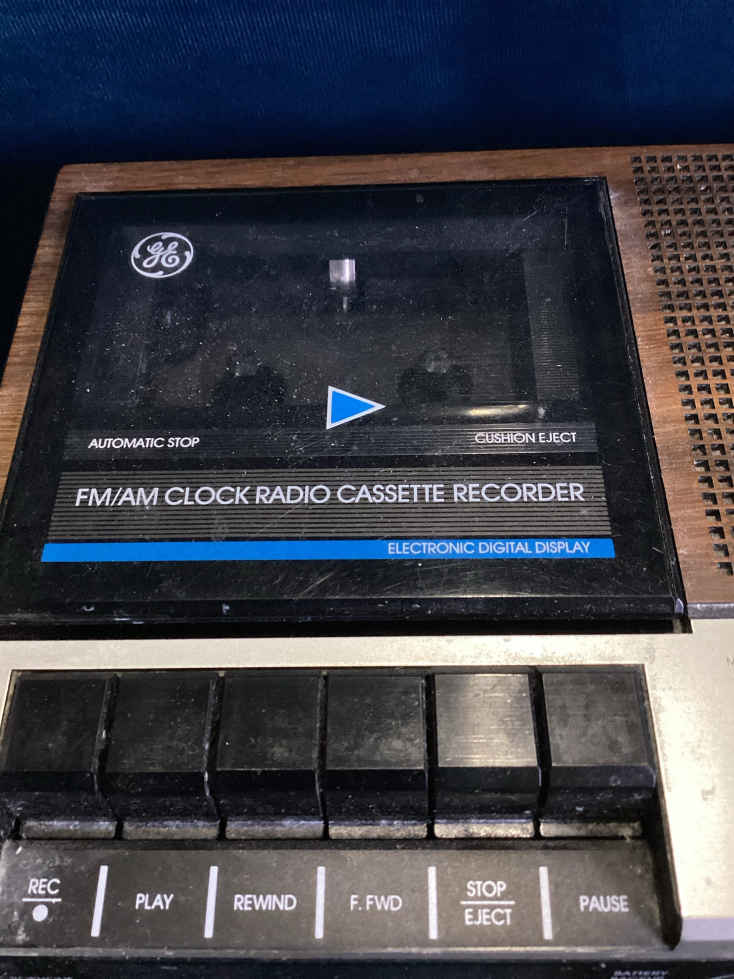 GE
AUTOMATIC STOP
CUSHION EJECT
FM/AM CLOCK RADIO CASSETTE RECORDER
ELECTRONIC DIGITAL DISPLAY
REC
PLAY
REWIND
F. FWD
STOP
EJECT
PAUSE